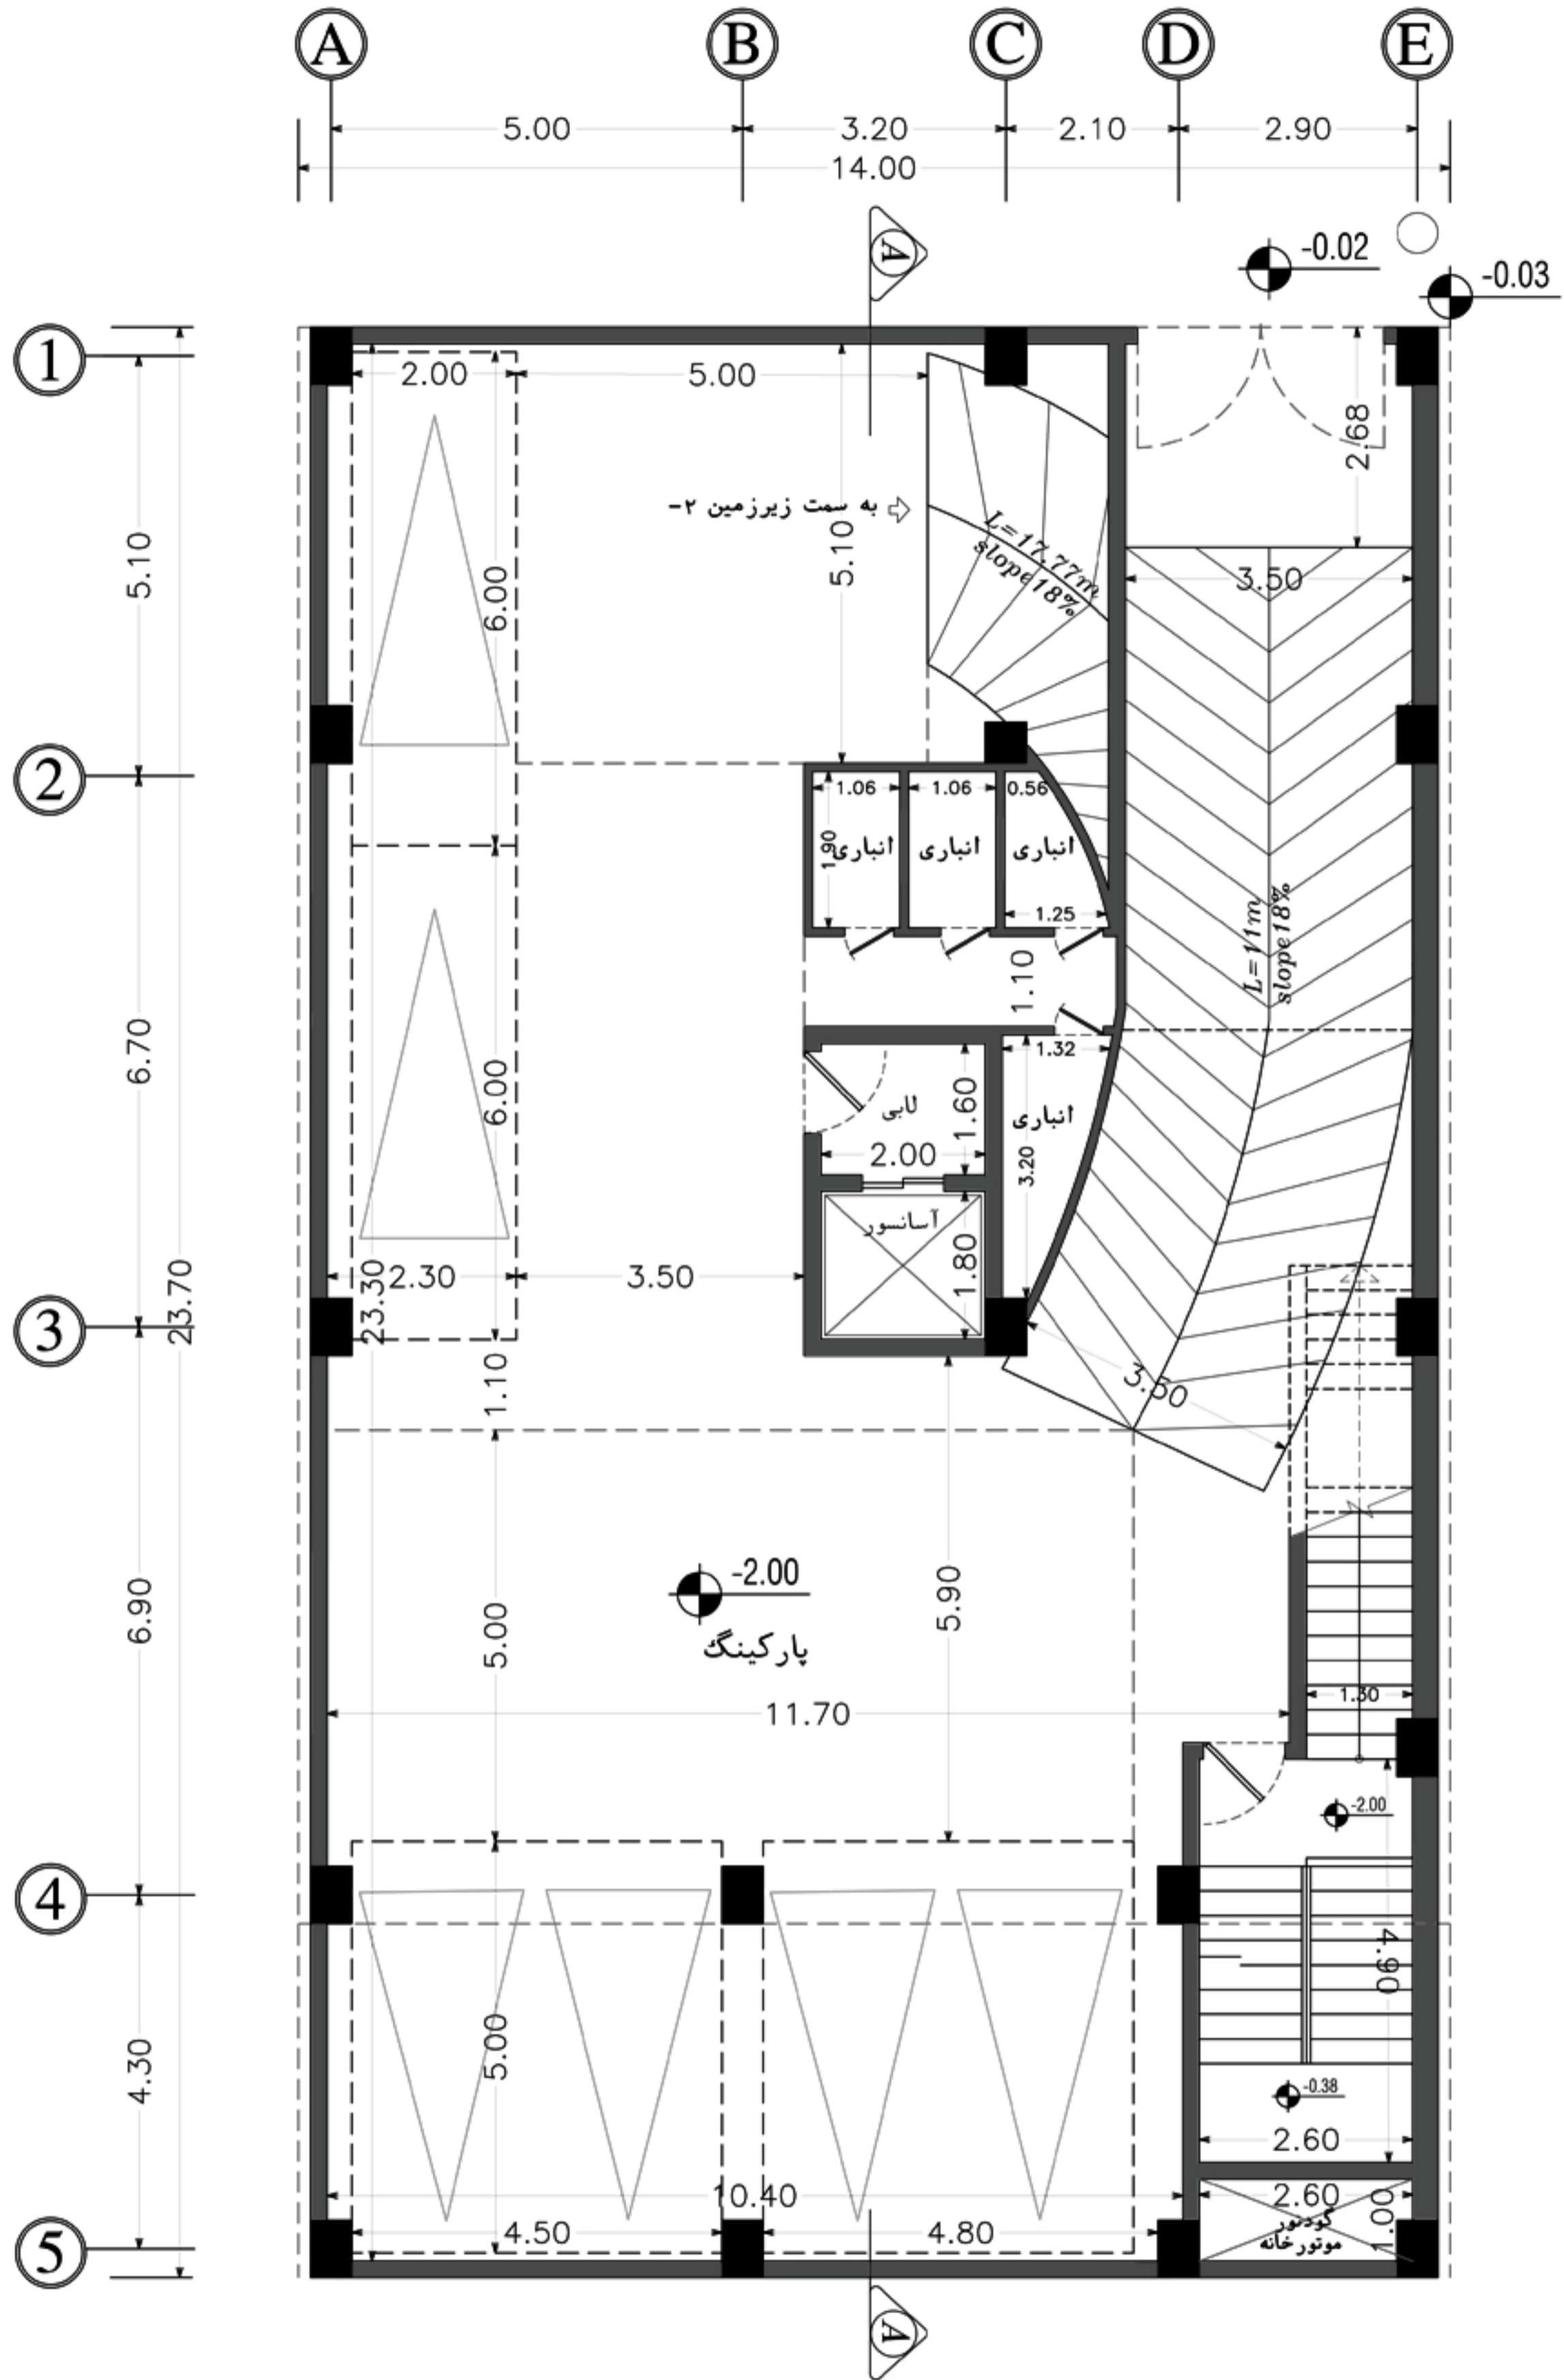 A B C D E
5.00 3.20 2.10 2.90
14.00
A
-0.02
-0.03
1
2.00 5.00
2.68
به سمت زیرزمین ۲-
5.10
5.10
6.00
L=17.77m
slope18%
3.50
2
1.06 1.06 0.56
1.90
انباری انباری انباری
1.25
L=11m
slope18%
1.10
6.70
6.00
1.32
لابی
1.60
انباری
2.00
3.20
آسانسور
1.80
2.30 3.50
23.70
23.30
3
1.10
3.50
-2.00
پارکینگ
6.90
5.00
5.90
1.30
11.70
-2.00
4
4.90
4.30
5.00
-0.38
2.60
10.40
2.60
1.00
گودنور
موتورخانه
4.50 4.80
5
A